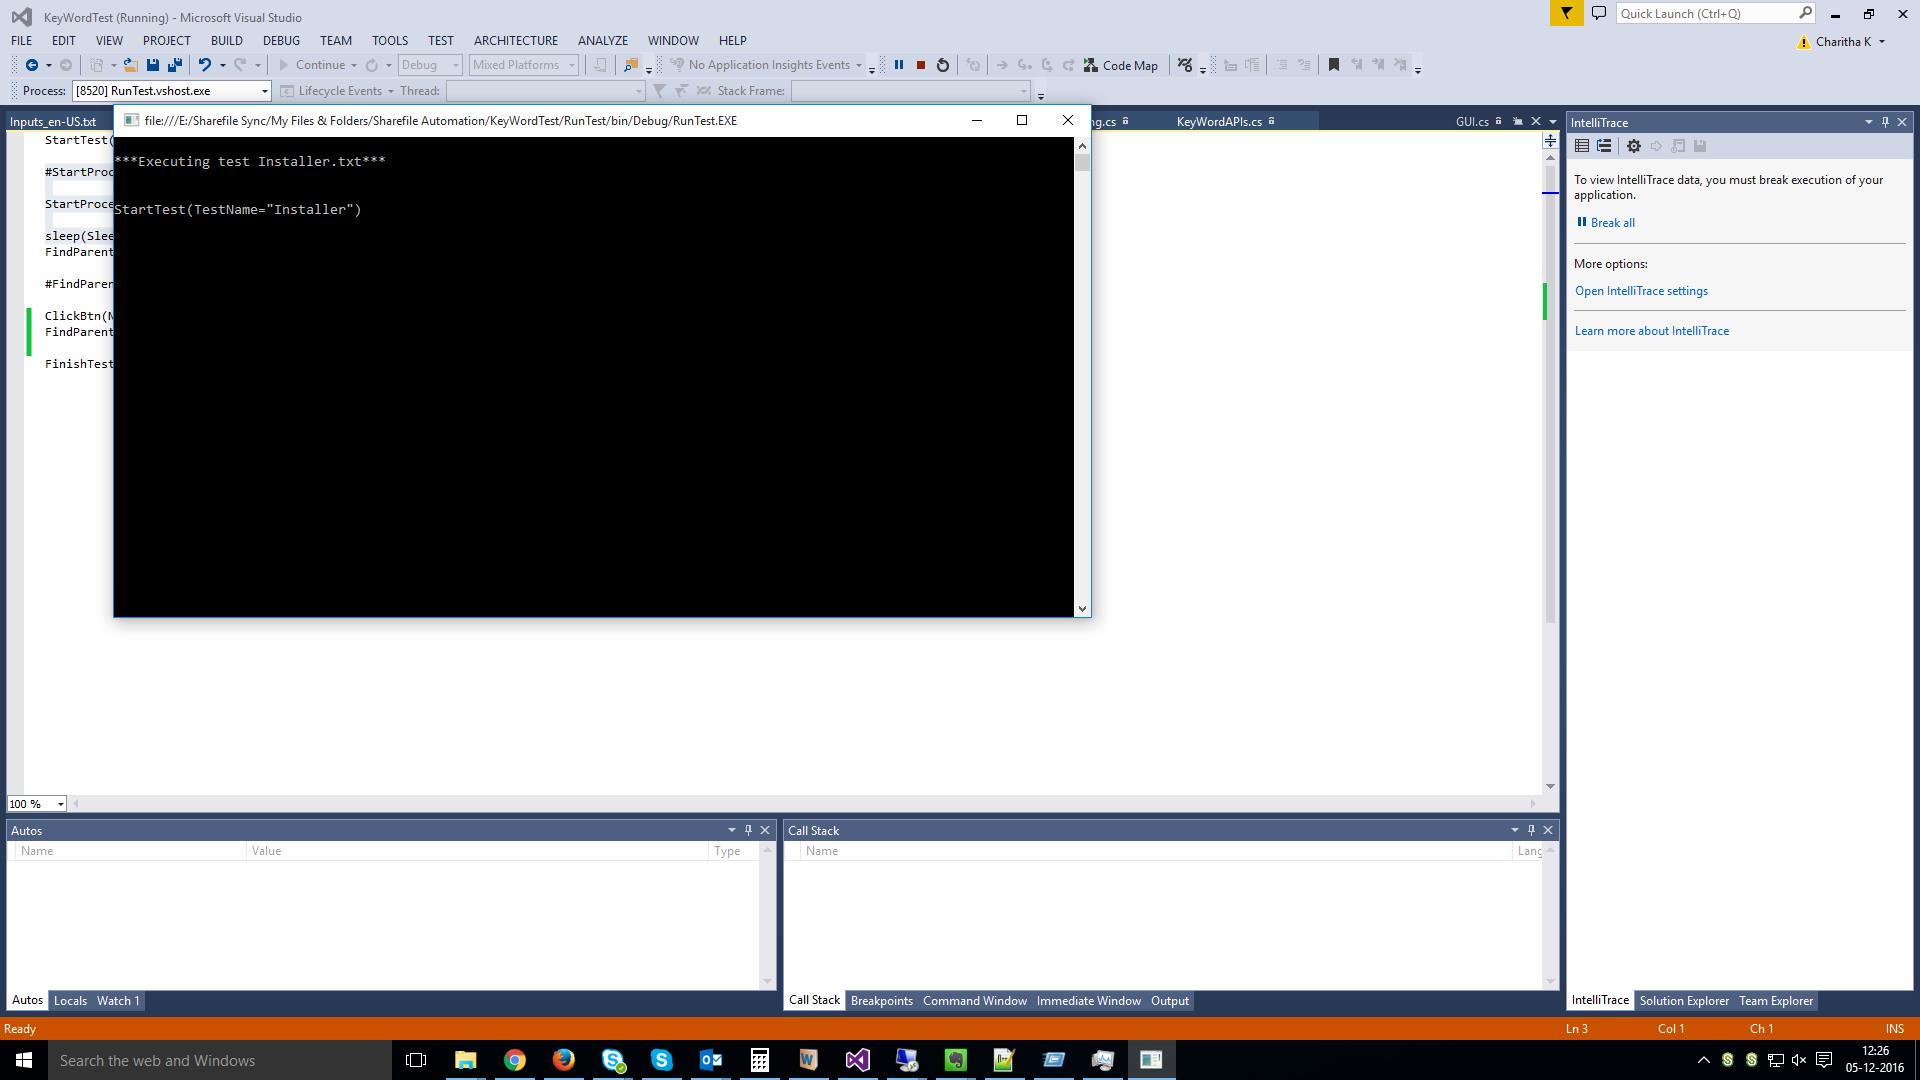 KeyWordTest (Running) - Microsoft Visual Studio
Quick Launch (Ctrl+Q)
FILE EDIT VIEW PROJECT BUILD DEBUG TEAM TOOLS TEST ARCHITECTURE ANALYZE WINDOW HELP
Charitha K
Continue Debug Mixed Platforms No Application Insights Events Code Map
Process: [8520] RunTest.vshost.exe Lifecycle Events Thread: Stack Frame:
Inputs_en-US.txt
file:///E:/Sharefile Sync/My Files & Folders/Sharefile Automation/KeyWordTest/RunTest/bin/Debug/RunTest.EXE
ng.cs KeyWordAPIs.cs GUI.cs
StartTest(
#StartProc
StartProce
sleep(Slee
FindParent
#FindParen
ClickBtn(N
FindParent
FinishTest
***Executing test Installer.txt***
StartTest(TestName="Installer")
IntelliTrace
To view IntelliTrace data, you must break execution of your
application.
Break all
More options:
Open IntelliTrace settings
Learn more about IntelliTrace
100 %
Autos
Name Value Type
Call Stack
Name Lang
Autos Locals Watch 1
Call Stack Breakpoints Command Window Immediate Window Output
IntelliTrace Solution Explorer Team Explorer
Ready Ln 3 Col 1 Ch 1 INS
Search the web and Windows
12:26
05-12-2016